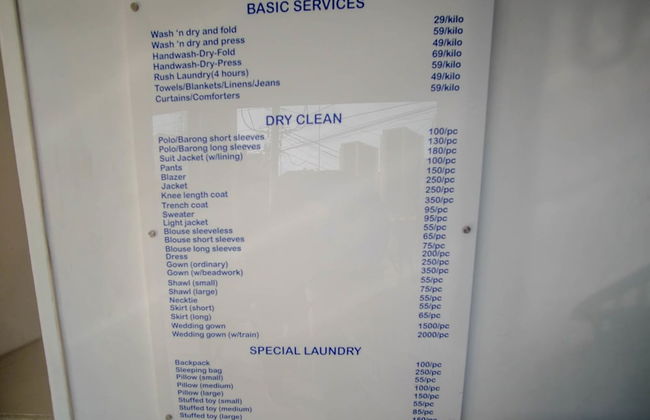 BASIC SERVICES
Wash 'n dry and fold 29/kilo
Wash 'n dry and press 59/kilo
Handwash-Dry-Fold 49/kilo
Handwash-Dry-Press 69/kilo
Rush Laundry(4 hours) 59/kilo
Towels/Blankets/Linens/Jeans 49/kilo
Curtains/Comforters 59/kilo
DRY CLEAN
Polo/Barong short sleeves 100/pc
Polo/Barong long sleeves 130/pc
Suit Jacket (w/lining) 180/pc
Pants 100/pc
Blazer 150/pc
Jacket 250/pc
Knee length coat 250/pc
Trench coat 350/pc
Sweater 95/pc
Light jacket 95/pc
Blouse sleeveless 55/pc
Blouse short sleeves 65/pc
Blouse long sleeves 75/pc
Dress 200/pc
Gown (ordinary) 250/pc
Gown (w/beadwork) 350/pc
Shawl (small) 55/pc
Shawl (large) 75/pc
Necktie 55/pc
Skirt (short) 55/pc
Skirt (long) 65/pc
Wedding gown 1500/pc
Wedding gown (w/train) 2000/pc
SPECIAL LAUNDRY
Backpack 100/pc
Sleeping bag 250/pc
Pillow (small) 55/pc
Pillow (medium) 100/pc
Pillow (large) 150/pc
Stuffed toy (small) 55/pc
Stuffed toy (medium) 85/pc
Stuffed toy (large)